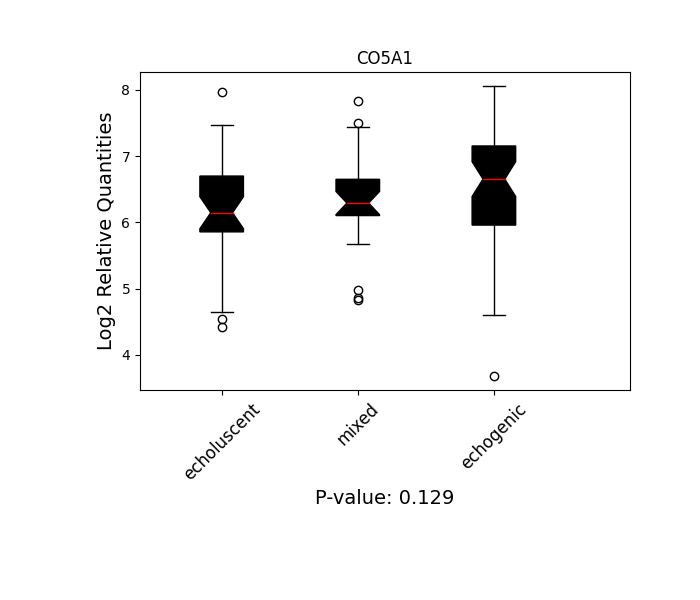 CO5A1
Log2 Relative Quantities
8
7
6
5
4
echoluscent
mixed
echogenic
P-value: 0.129